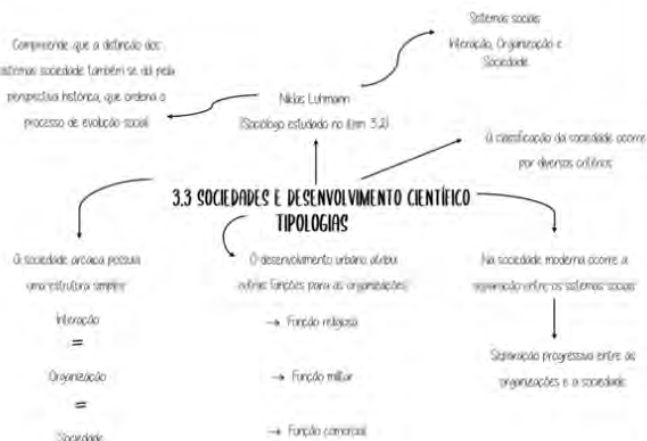 Sistemas sociais
Interação, Organização e
Sociedade
Compreende que a distinção dos
sistemas sociedade também se dá pela
perspectiva histórica, que ordena o
processo de evolução social
Niklas Luhmann
(Sociólogo estudado no item 3.2)
A classificação da sociedade ocorre
por diversos critérios
3.3 SOCIEDADES E DESENVOLVIMENTO CIENTÍFICO
TIPOLOGIAS
A sociedade arcaica possuía
uma estrutura simples
Interação
=
Organização
=
Sociedade
O desenvolvimento urbano atribui
outras funções para as organizações
→ Função religiosa
→ Função militar
→ Função comercial
Na sociedade moderna ocorre a
separação entre os sistemas sociais
Separação progressiva entre as
organizações e a sociedade